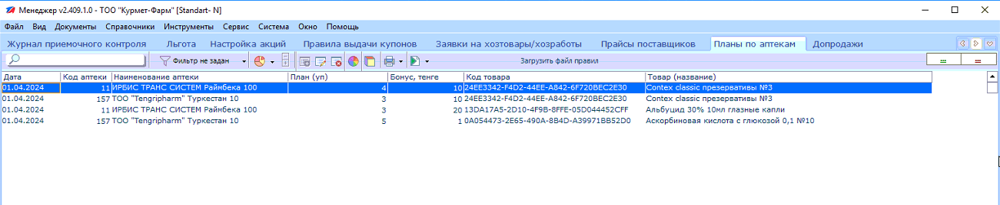 Менеджер v2.409.1.0 - ТОО "Курмет-Фарм" [Standart- N]
Файл Вид Документы Справочники Инструменты Сервис Система Окно Помощь
Журнал приемочного контроля Льгота Настройка акций Правила выдачи купонов Заявки на хозтовары/хозработы Прайсы поставщиков Планы по аптекам Допродажи
Фильтр не задан Загрузить файл правил ... ...
Дата Код аптеки Наименование аптеки План (уп) Бонус, тенге Код товара Товар (название)
01.04.2024 11 ИРБИС ТРАНС СИСТЕМ Райнбека 100 4 10 24EE3342-F4D2-44EE-A842-6F720BEC2E30 Contex classic презервативы №3
01.04.2024 157 ТОО "Tengripharm" Туркестан 10 3 10 24EE3342-F4D2-44EE-A842-6F720BEC2E30 Contex classic презервативы №3
01.04.2024 11 ИРБИС ТРАНС СИСТЕМ Райнбека 100 3 20 13DA17A5-2D10-4F9B-8FFE-05D044452CFF Альбуцид 30% 10мл глазные капли
01.04.2024 157 ТОО "Tengripharm" Туркестан 10 5 1 0A054473-2E65-490A-8B4D-A39971BB52D0 Аскорбиновая кислота с глюкозой 0,1 №10